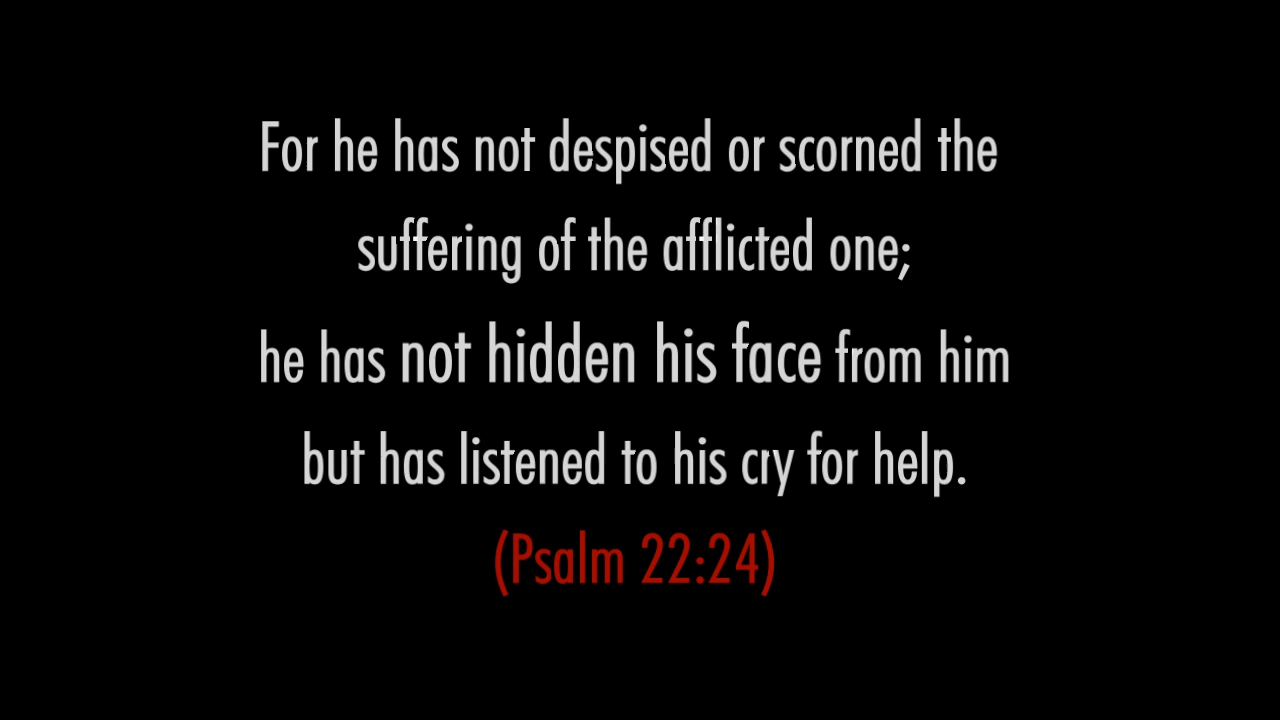 For he has not despised or scorned the
suffering of the afflicted one;
he has not hidden his face from him
but has listened to his cry for help.
(Psalm 22:24)